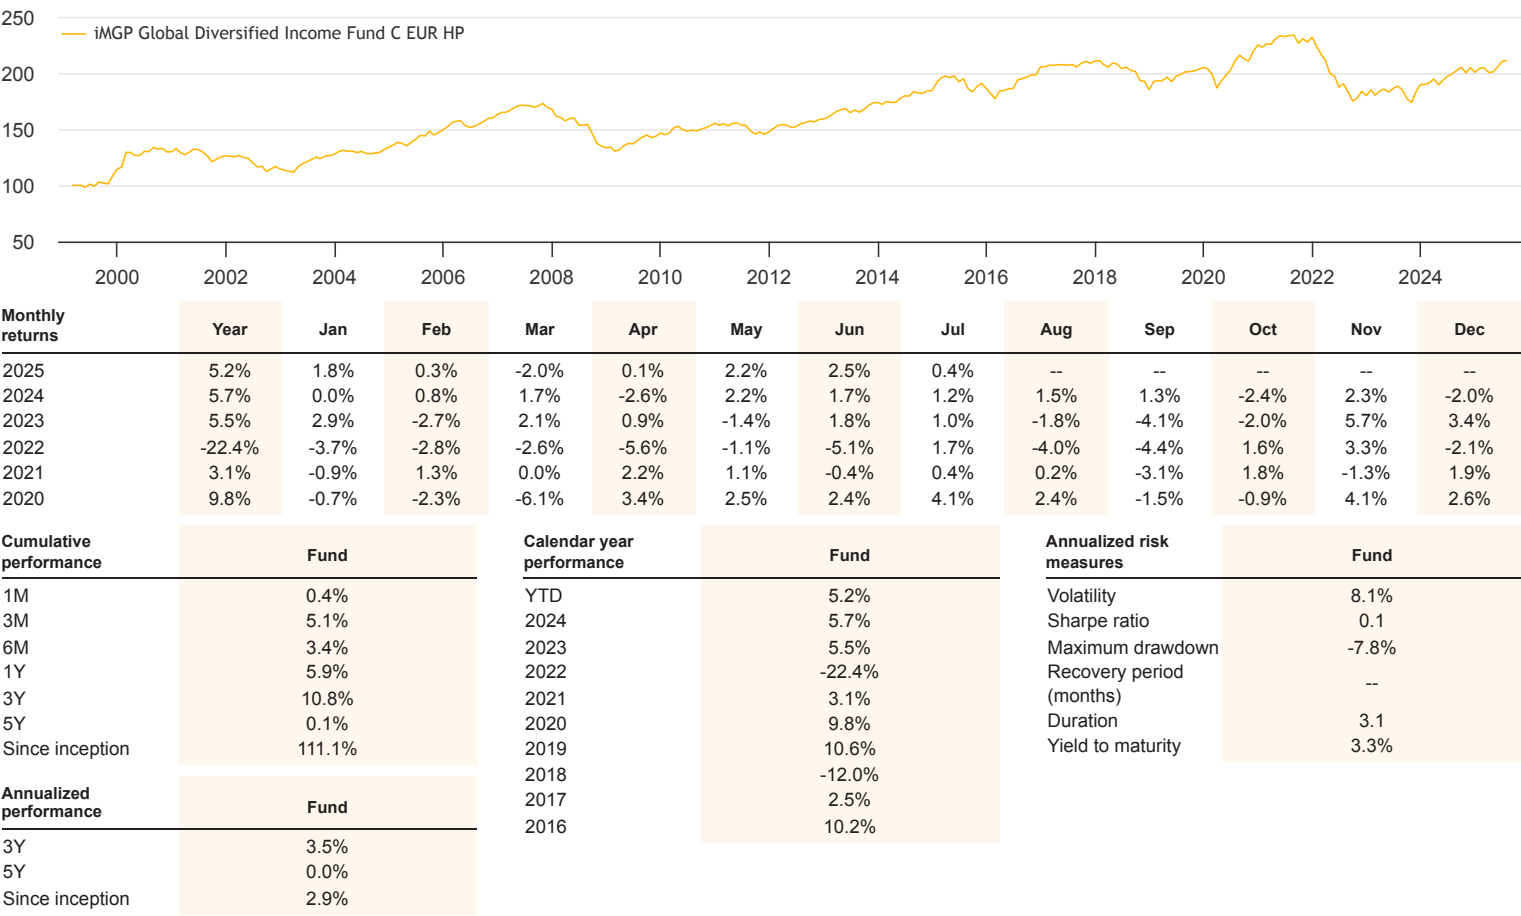 250
iMGP Global Diversified Income Fund C EUR HP
200
150
100
50
2000 2002 2004 2006 2008 2010 2012 2014 2016 2018 2020 2022 2024
Monthly returns Year Jan Feb Mar Apr May Jun Jul Aug Sep Oct Nov Dec
2025 5.2% 1.8% 0.3% -2.0% 0.1% 2.2% 2.5% 0.4% -- -- -- -- --
2024 5.7% 0.0% 0.8% 1.7% -2.6% 2.2% 1.7% 1.2% 1.5% 1.3% -2.4% 2.3% -2.0%
2023 5.5% 2.9% -2.7% 2.1% 0.9% -1.4% 1.8% 1.0% -1.8% -4.1% -2.0% 5.7% 3.4%
2022 -22.4% -3.7% -2.8% -2.6% -5.6% -1.1% -5.1% 1.7% -4.0% -4.4% 1.6% 3.3% -2.1%
2021 3.1% -0.9% 1.3% 0.0% 2.2% 1.1% -0.4% 0.4% 0.2% -3.1% 1.8% -1.3% 1.9%
2020 9.8% -0.7% -2.3% -6.1% 3.4% 2.5% 2.4% 4.1% 2.4% -1.5% -0.9% 4.1% 2.6%
Cumulative performance Fund
1M 0.4%
3M 5.1%
6M 3.4%
1Y 5.9%
3Y 10.8%
5Y 0.1%
Since inception 111.1%
Annualized performance Fund
3Y 3.5%
5Y 0.0%
Since inception 2.9%
Calendar year performance Fund
YTD 5.2%
2024 5.7%
2023 5.5%
2022 -22.4%
2021 3.1%
2020 9.8%
2019 10.6%
2018 -12.0%
2017 2.5%
2016 10.2%
Annualized risk measures Fund
Volatility 8.1%
Sharpe ratio 0.1
Maximum drawdown -7.8%
Recovery period (months) --
Duration 3.1
Yield to maturity 3.3%